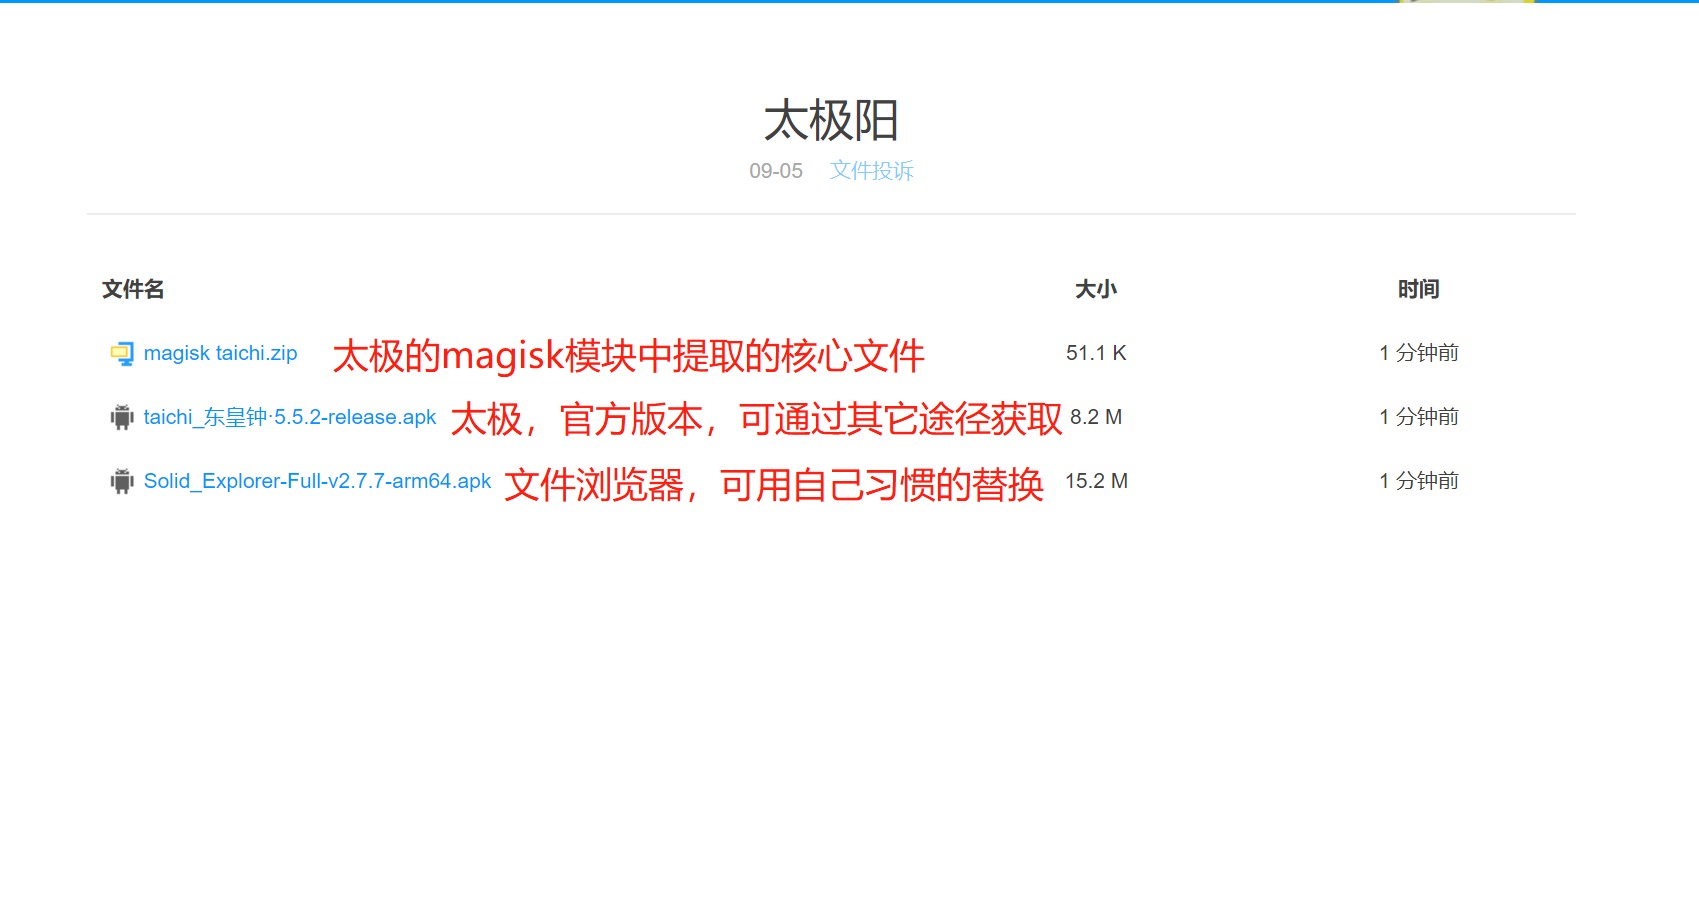 太极阳
09-05 文件投诉
文件名 大小 时间
magisk taichi.zip 太极的magisk模块中提取的核心文件 51.1 K 1 分钟前
taichi_东皇钟·5.5.2-release.apk 太极，官方版本，可通过其它途径获取 8.2 M 1 分钟前
Solid_Explorer-Full-v2.7.7-arm64.apk 文件浏览器，可用自己习惯的替换 15.2 M 1 分钟前